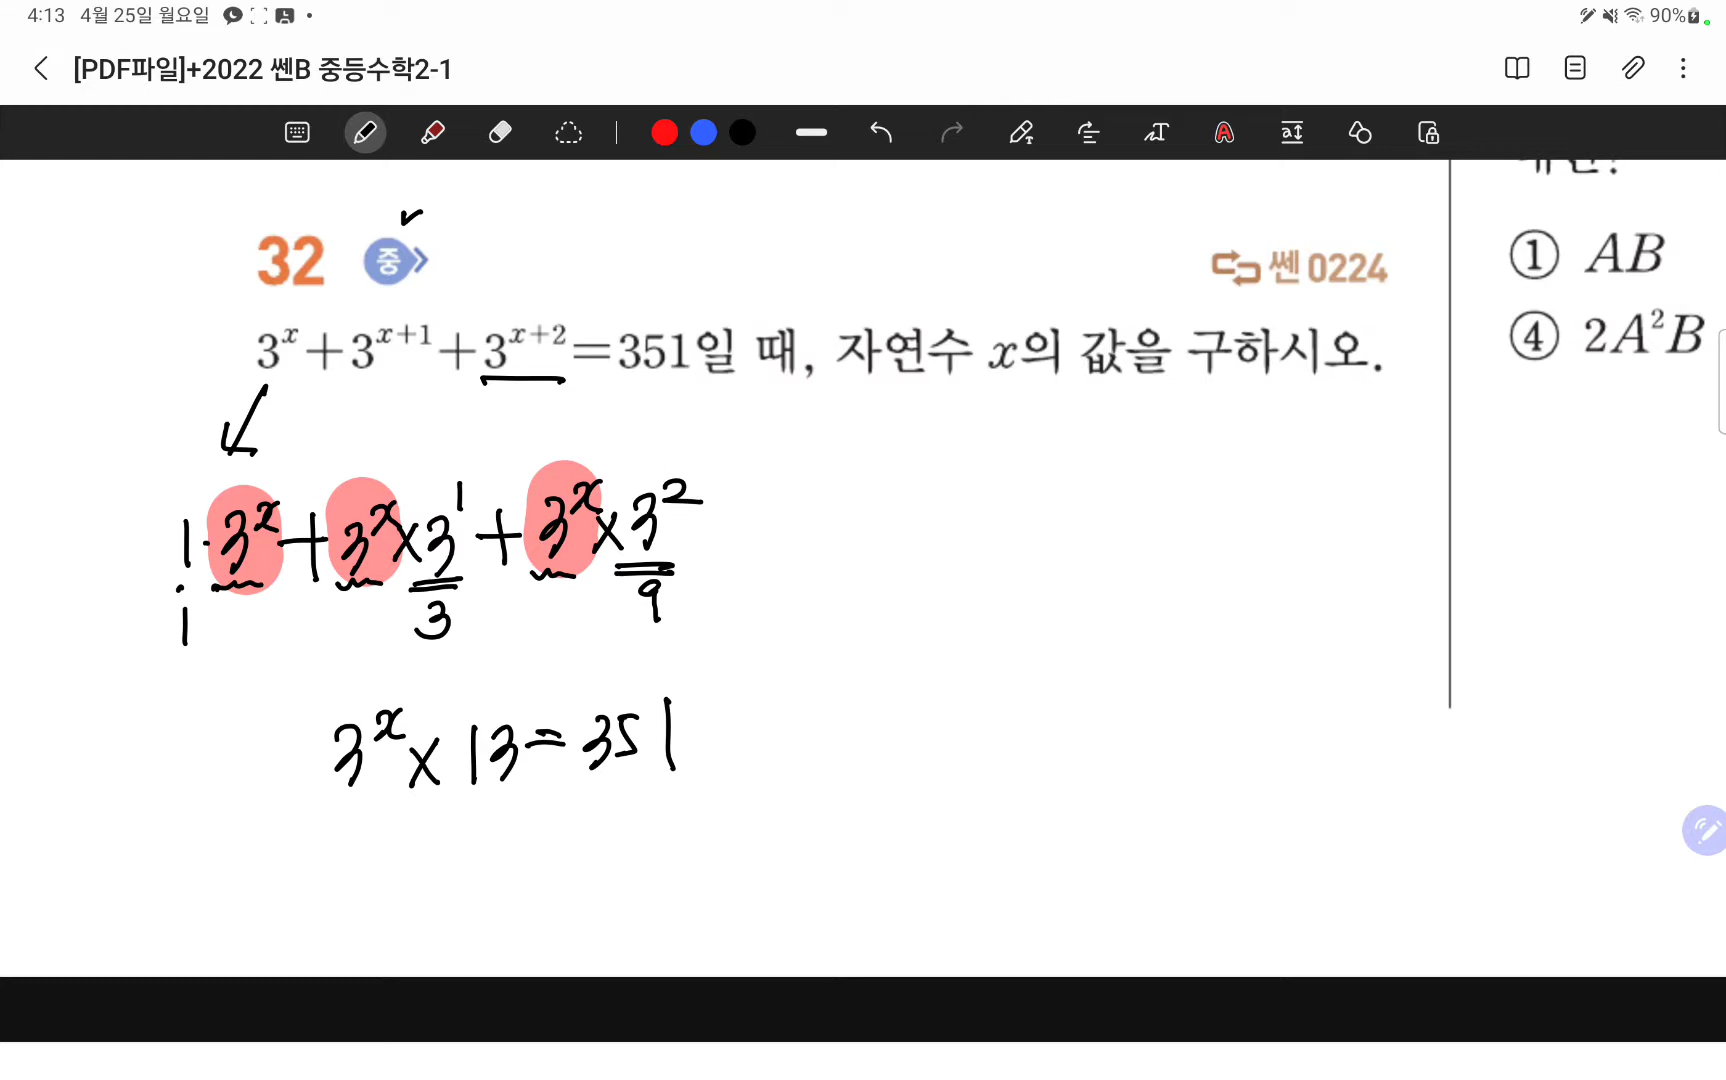 4:13 4월 25일 월요일 90%
[PDF파일]+2022 쎈B 중등수학2-1
32 중 쎈 0224
3^x+3^{x+1}+3^{x+2}=351일 때, 자연수 x의 값을 구하시오.
① AB
④ 2A²B
1·3^x+3^x×3^1+3^x×3^2
1 3 9
3^x×13=351